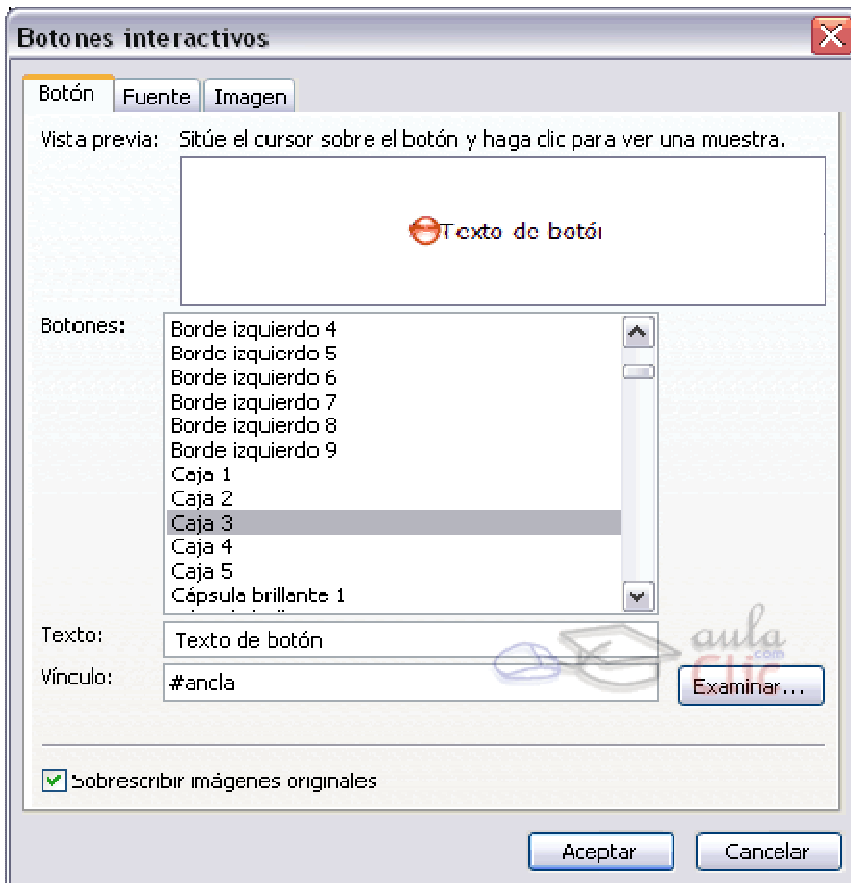 Botones interactivos
Botón Fuente Imagen
Vista previa: Sitúe el cursor sobre el botón y haga clic para ver una muestra.
Texto de botón
Botones:
Borde izquierdo 4
Borde izquierdo 5
Borde izquierdo 6
Borde izquierdo 7
Borde izquierdo 8
Borde izquierdo 9
Caja 1
Caja 2
Caja 3
Caja 4
Caja 5
Cápsula brillante 1
Texto: Texto de botón
Vínculo: #ancla
Examinar...
aula
.com
Clic
Sobrescribir imágenes originales
Aceptar Cancelar